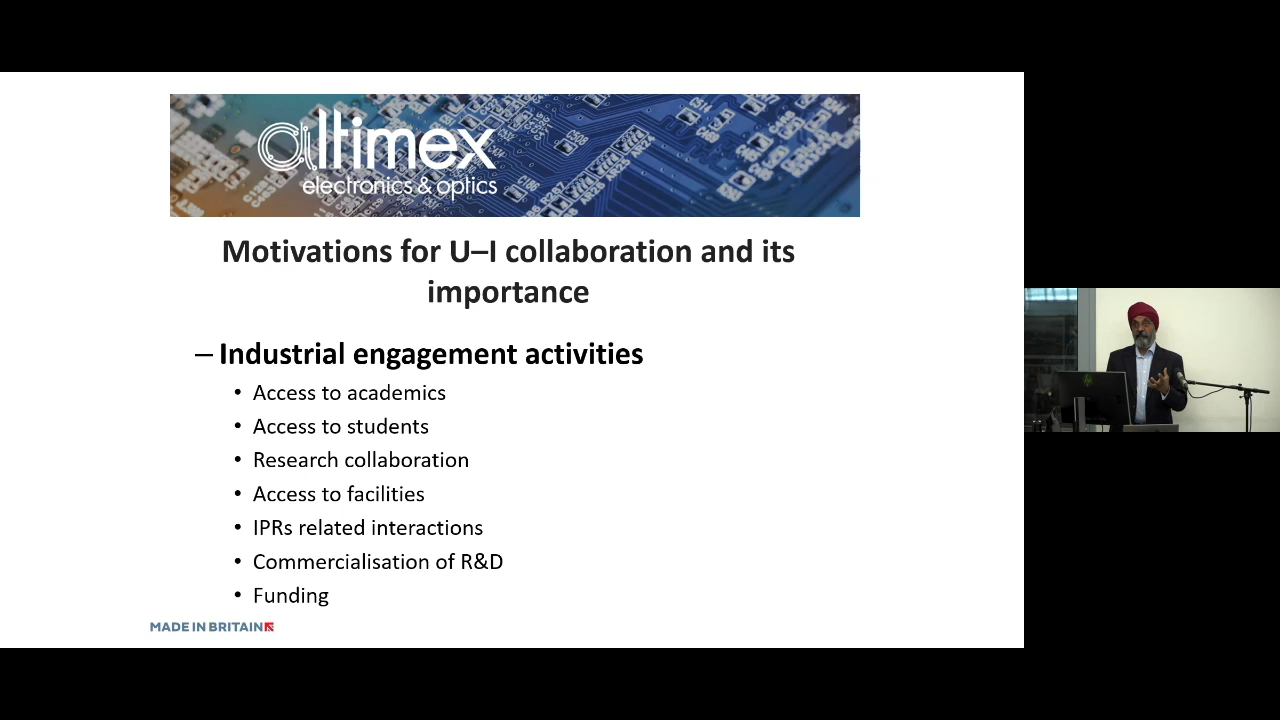 altimex
electronics & optics
Motivations for U–I collaboration and its
importance
– Industrial engagement activities
• Access to academics
• Access to students
• Research collaboration
• Access to facilities
• IPRs related interactions
• Commercialisation of R&D
• Funding
MADE IN BRITAIN